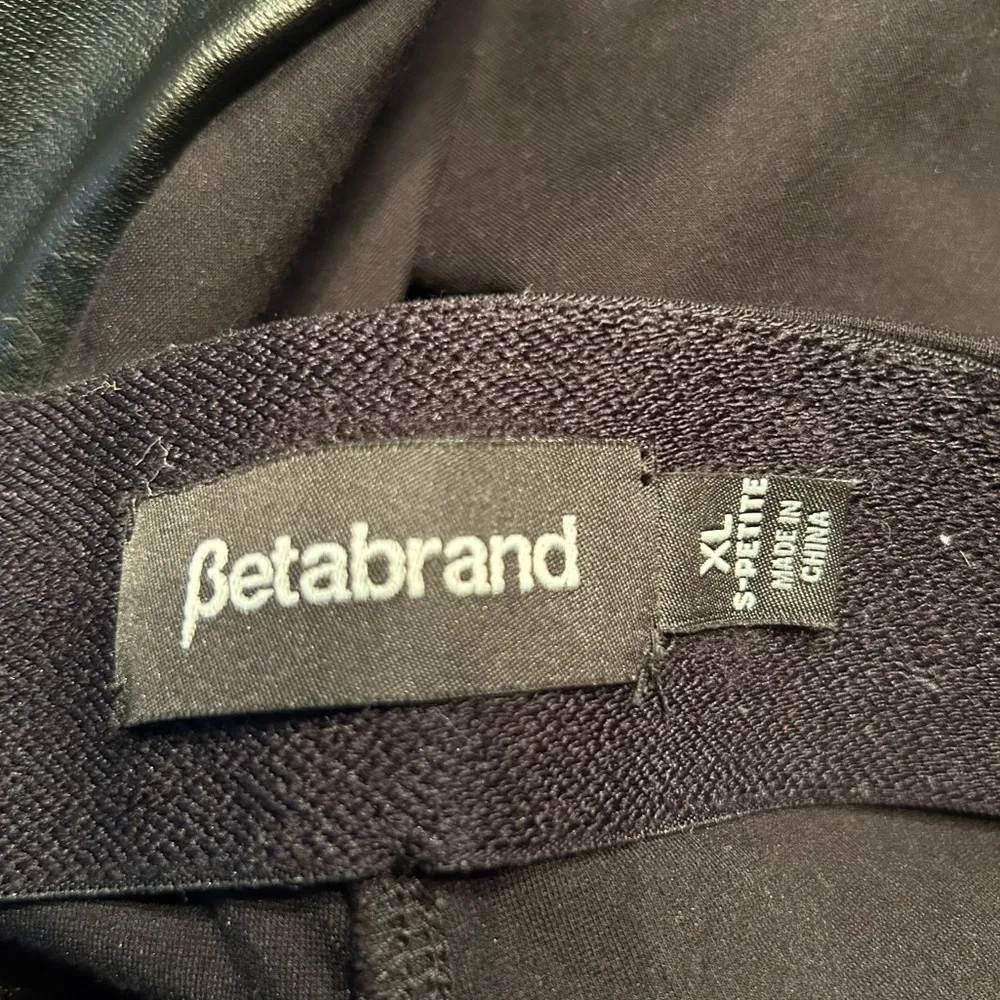 βetabrand
XL
S-PETITE
MADE IN
CHINA